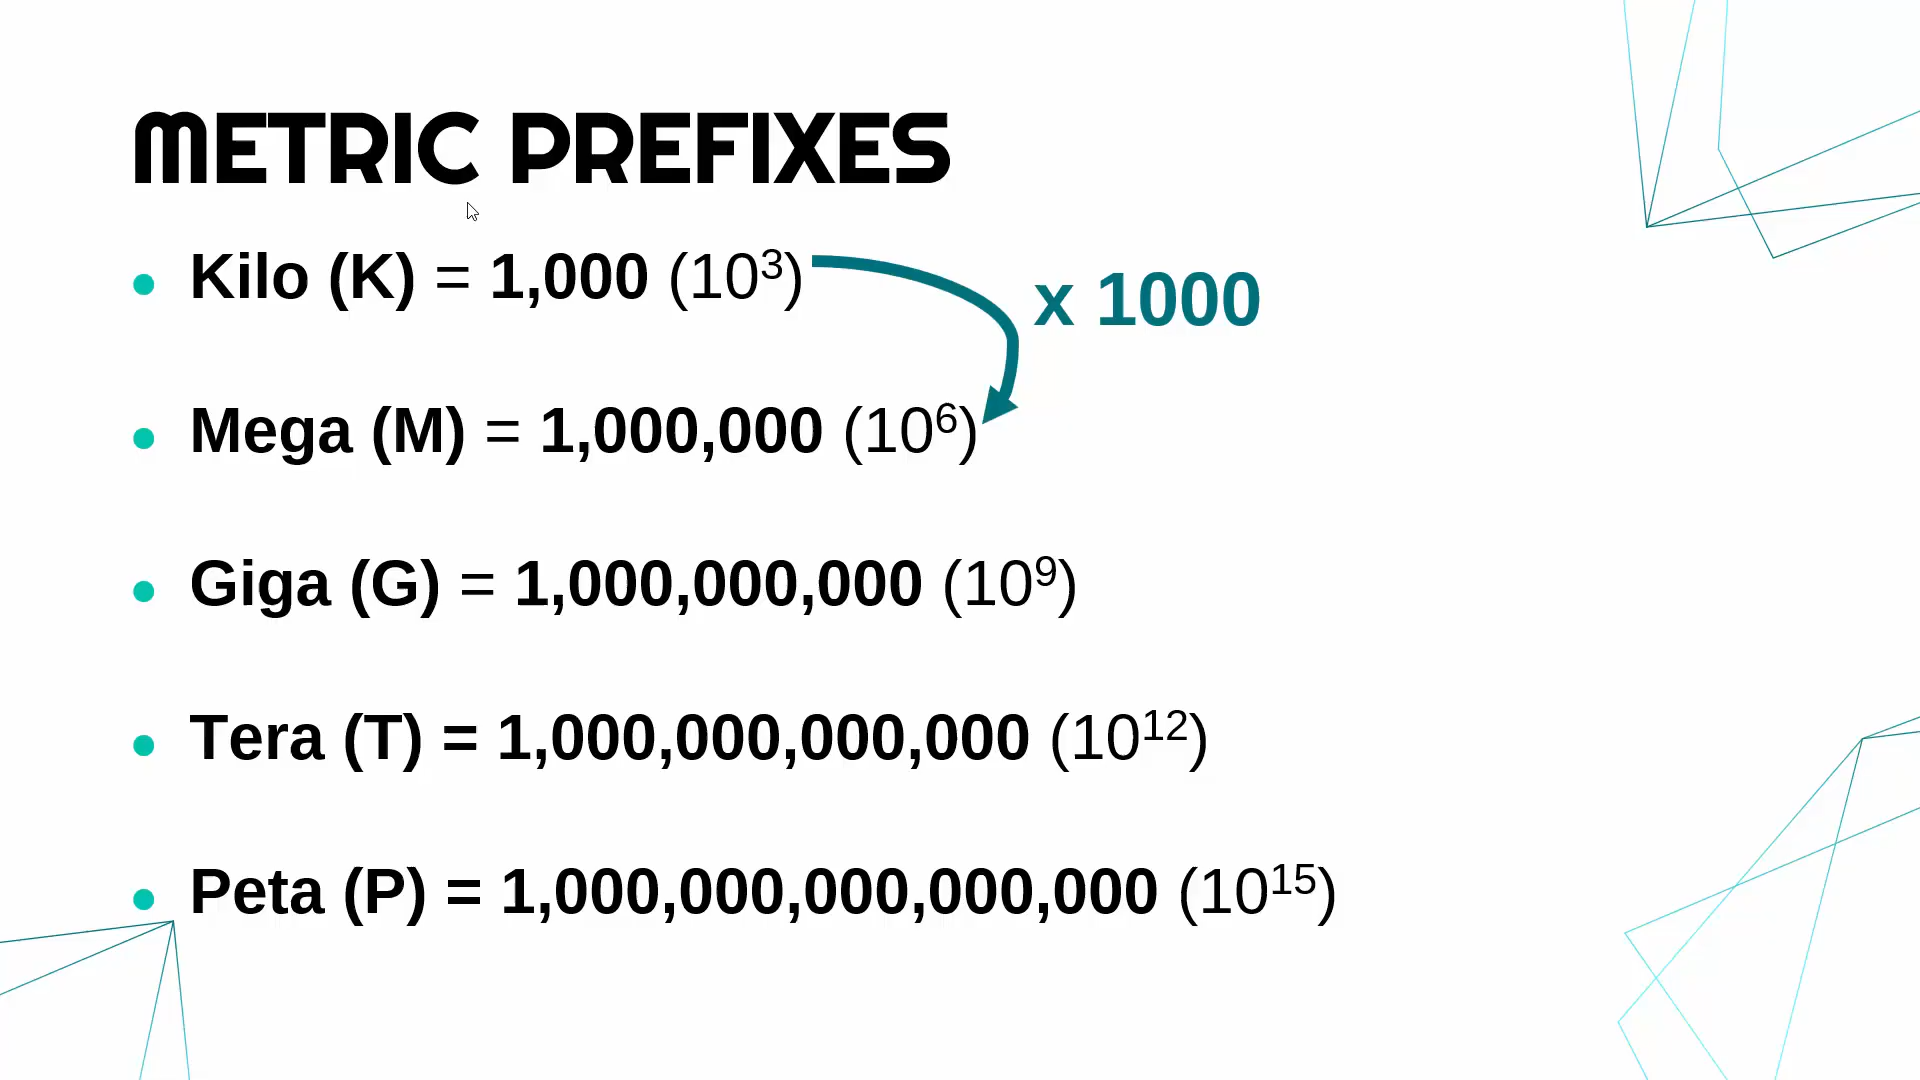 METRIC PREFIXES
• Kilo (K) = 1,000 (10³)
x 1000
• Mega (M) = 1,000,000 (10⁶)
• Giga (G) = 1,000,000,000 (10⁹)
• Tera (T) = 1,000,000,000,000 (10¹²)
• Peta (P) = 1,000,000,000,000,000 (10¹⁵)